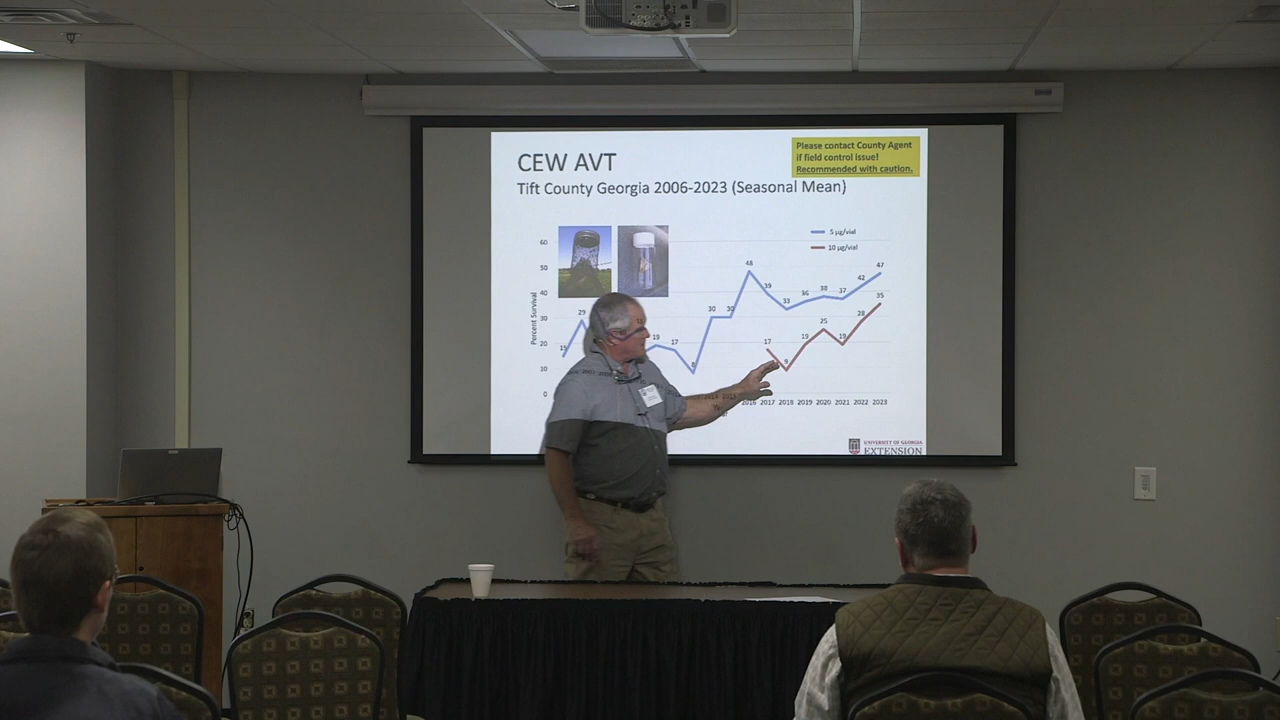 CEW AVT
Please contact County Agent
if field control issue!
Recommended with caution.
Tift County Georgia 2006-2023 (Seasonal Mean)
5 µg/vial
10 µg/vial
Percent Survival
60
50
40
30
20
10
0
15
29
19
17
8
30
30
48
39
33
36
38
37
42
47
17
9
19
25
19
28
35
2016 2017 2018 2019 2020 2021 2022 2023
UNIVERSITY OF GEORGIA
EXTENSION